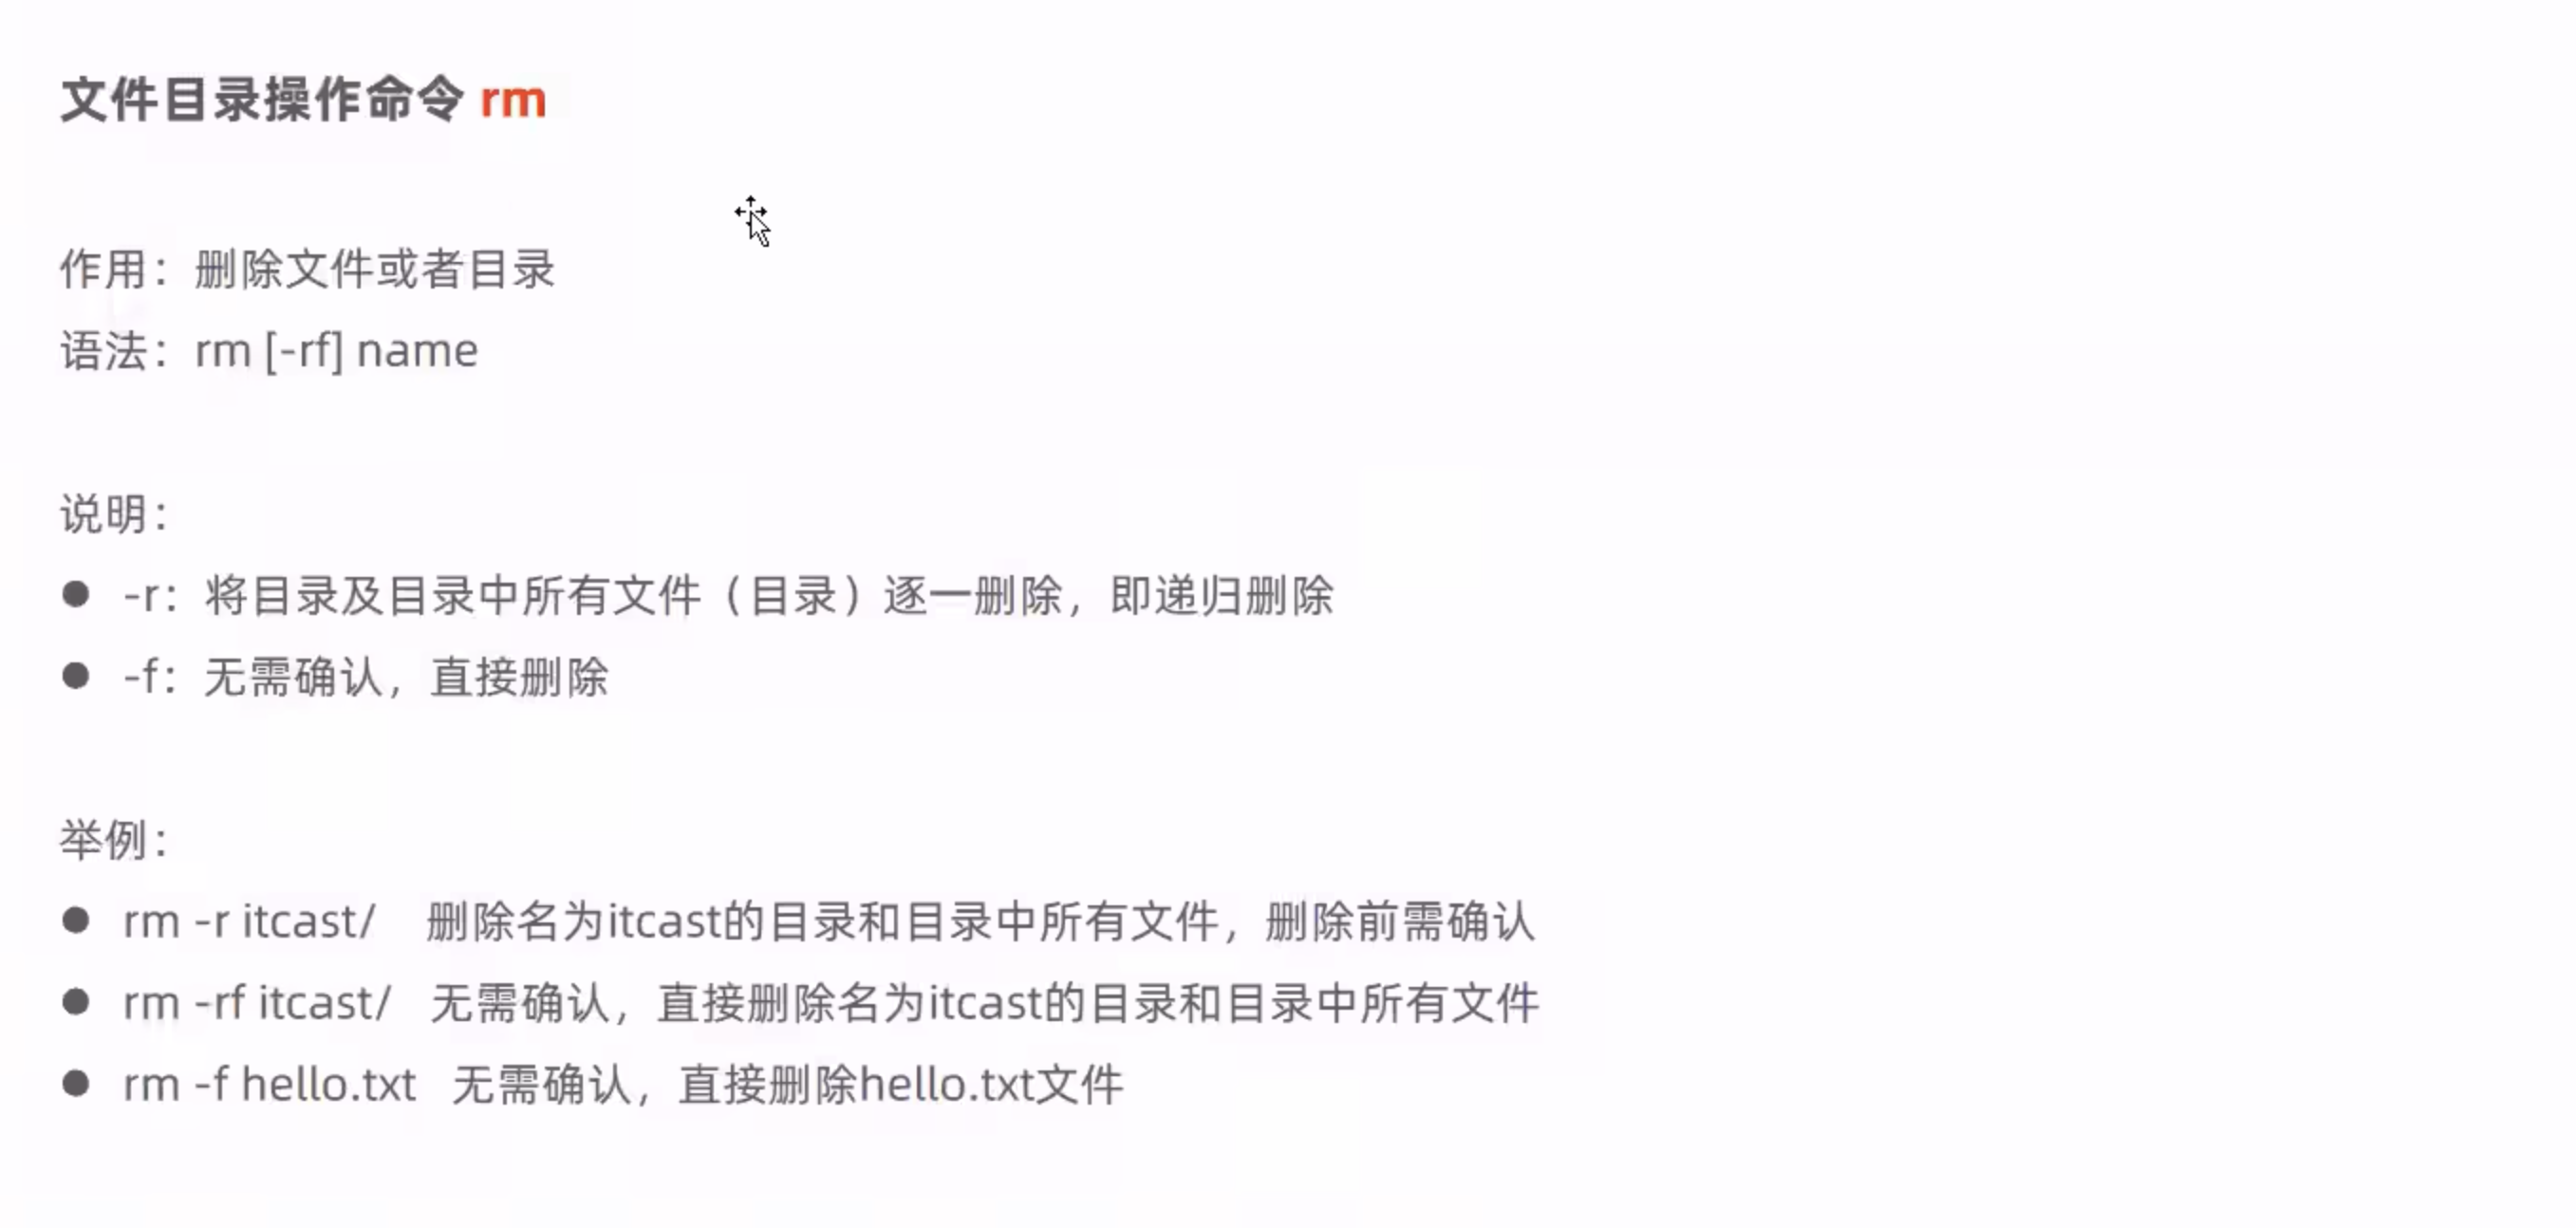 文件目录操作命令 rm
作用：删除文件或者目录
语法：rm [-rf] name
说明：
● -r：将目录及目录中所有文件（目录）逐一删除，即递归删除
● -f：无需确认，直接删除
举例：
● rm -r itcast/ 删除名为itcast的目录和目录中所有文件，删除前需确认
● rm -rf itcast/ 无需确认，直接删除名为itcast的目录和目录中所有文件
● rm -f hello.txt 无需确认，直接删除hello.txt文件